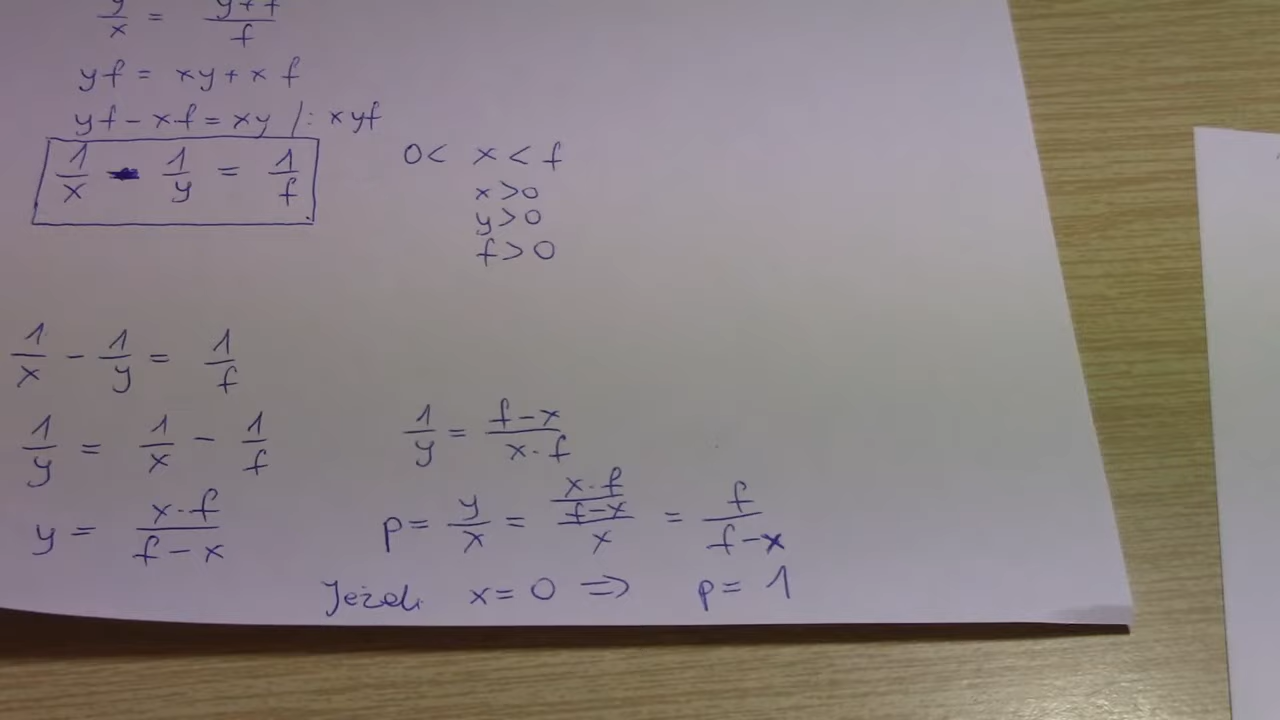 y/x = y+f/f
yf = xy + x f
yf - xf = xy /: xyf
1/x - 1/y = 1/f
0 < x < f
x > 0
y > 0
f > 0
1/x - 1/y = 1/f
1/y = 1/x - 1/f
y = x·f/f-x
1/y = f-x/x·f
p = y/x = x·f/f-x/x = f/f-x
Jeżeli x = 0 => p = 1